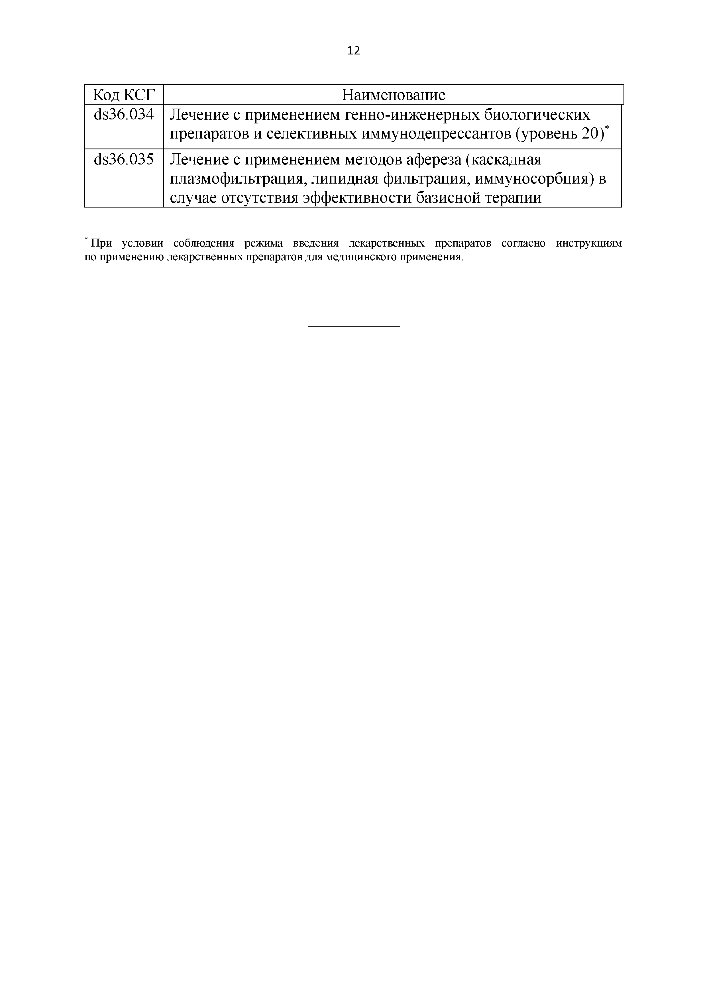 12
Код КСГ Наименование
ds36.034 Лечение с применением генно-инженерных биологических
препаратов и селективных иммунодепрессантов (уровень 20)*
ds36.035 Лечение с применением методов афереза (каскадная
плазмофильтрация, липидная фильтрация, иммуносорбция) в
случае отсутствия эффективности базисной терапии
* При условии соблюдения режима введения лекарственных препаратов согласно инструкциям
по применению лекарственных препаратов для медицинского применения.